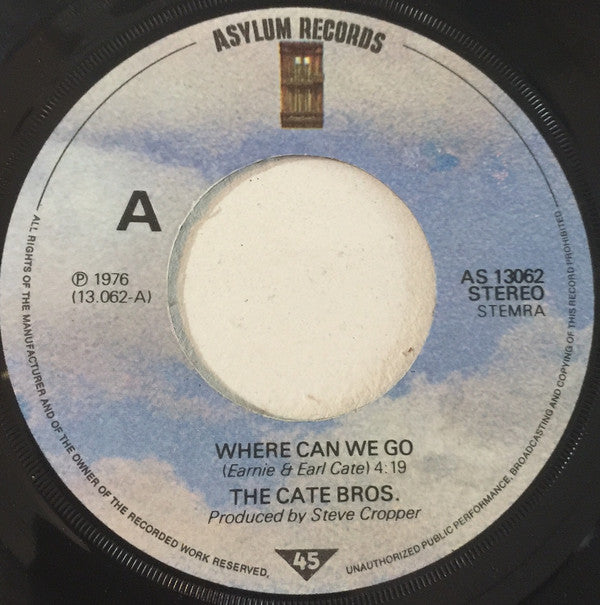 ASYLUM RECORDS
A
℗ 1976
(13.062-A)
AS 13062
STEREO
STEMRA
WHERE CAN WE GO
(Earnie & Earl Cate) 4:19
THE CATE BROS.
Produced by Steve Cropper
45
ALL RIGHTS OF THE MANUFACTURER AND OF THE OWNER OF THE RECORDED WORK RESERVED,
UNAUTHORIZED PUBLIC PERFORMANCE, BROADCASTING AND COPYING OF THIS RECORD PROHIBITED